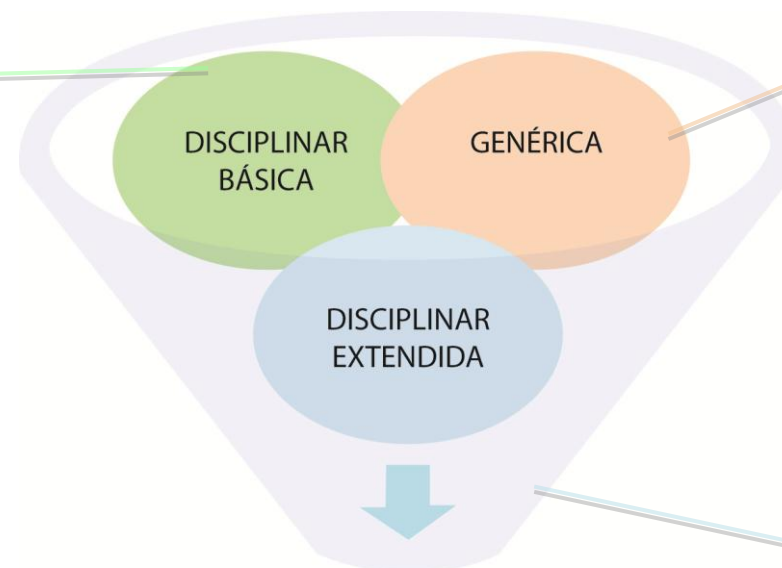 DISCIPLINAR
BÁSICA
GENÉRICA
DISCIPLINAR
EXTENDIDA